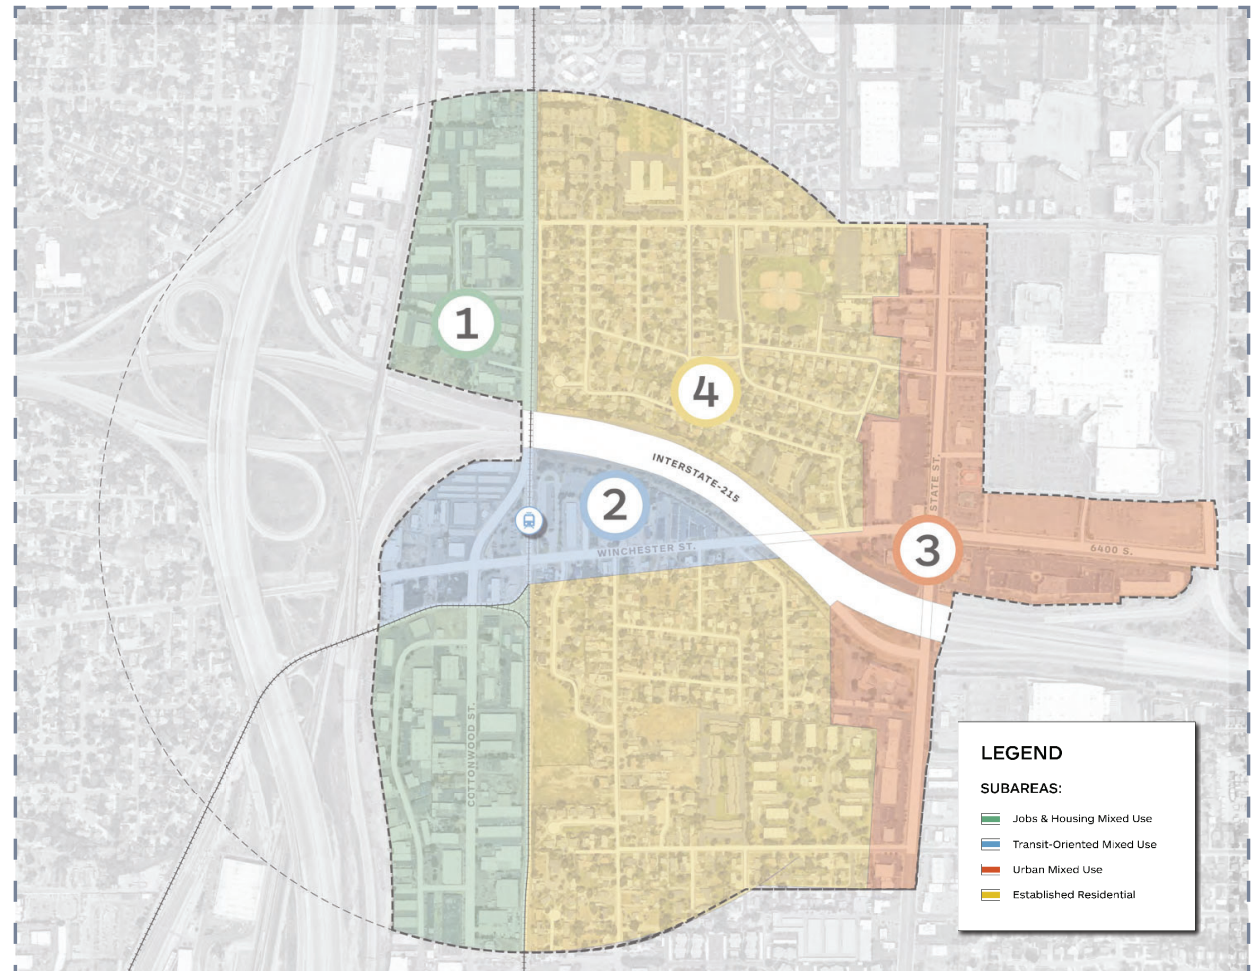 1
4
INTERSTATE-215
2
STATE ST.
WINCHESTER ST.
3
6400 S.
COTTONWOOD ST.
LEGEND
SUBAREAS:
Jobs & Housing Mixed Use
Transit-Oriented Mixed Use
Urban Mixed Use
Established Residential